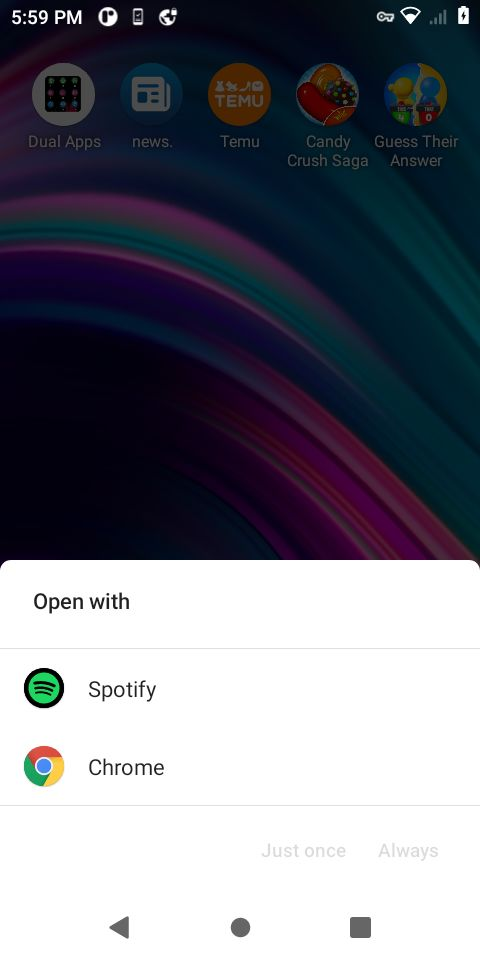 5:59 PM
Dual Apps
news.
Temu
Candy Crush Saga
Guess Their Answer
TEMU
Open with
Spotify
Chrome
Just once
Always